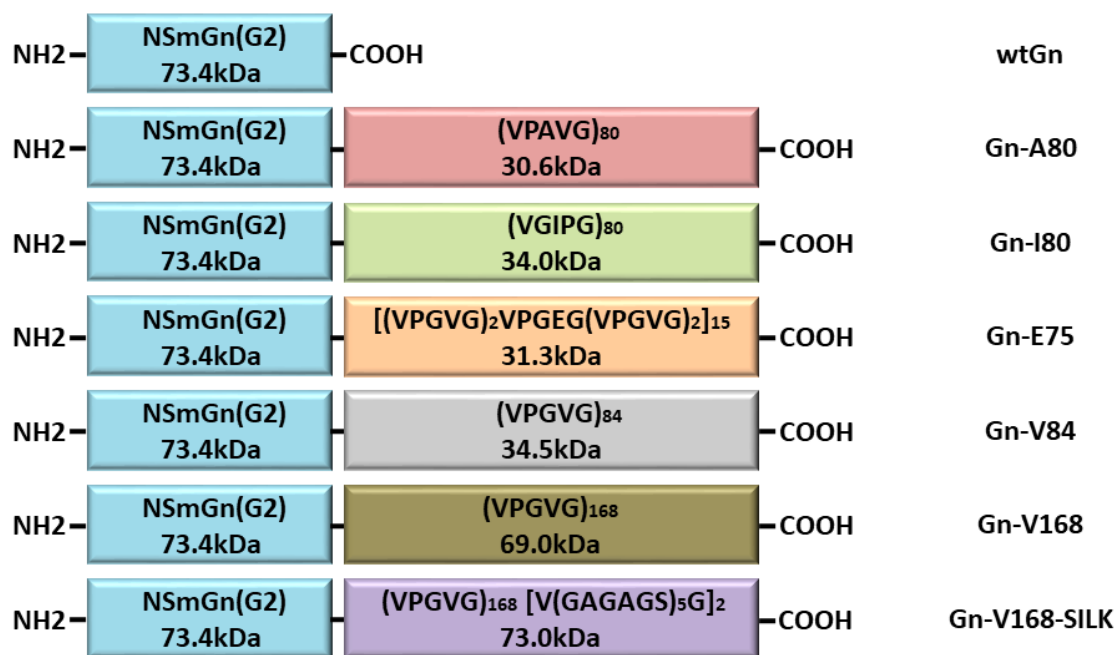 NSmGn(G2)
NH2 COOH wtGn
73.4kDa
NSmGn(G2) (VPAVG)80
NH2 COOH Gn-A80
73.4kDa 30.6kDa
NSmGn(G2) (VGIPG)80
NH2 COOH Gn-I80
73.4kDa 34.0kDa
NSmGn(G2) [(VPGVG)2VPGEG(VPGVG)2]15
NH2 COOH Gn-E75
73.4kDa 31.3kDa
NSmGn(G2) (VPGVG)84
NH2 COOH Gn-V84
73.4kDa 34.5kDa
NSmGn(G2) (VPGVG)168
NH2 COOH Gn-V168
73.4kDa 69.0kDa
NSmGn(G2) (VPGVG)168 [V(GAGAGS)5G]2
NH2 COOH Gn-V168-SILK
73.4kDa 73.0kDa